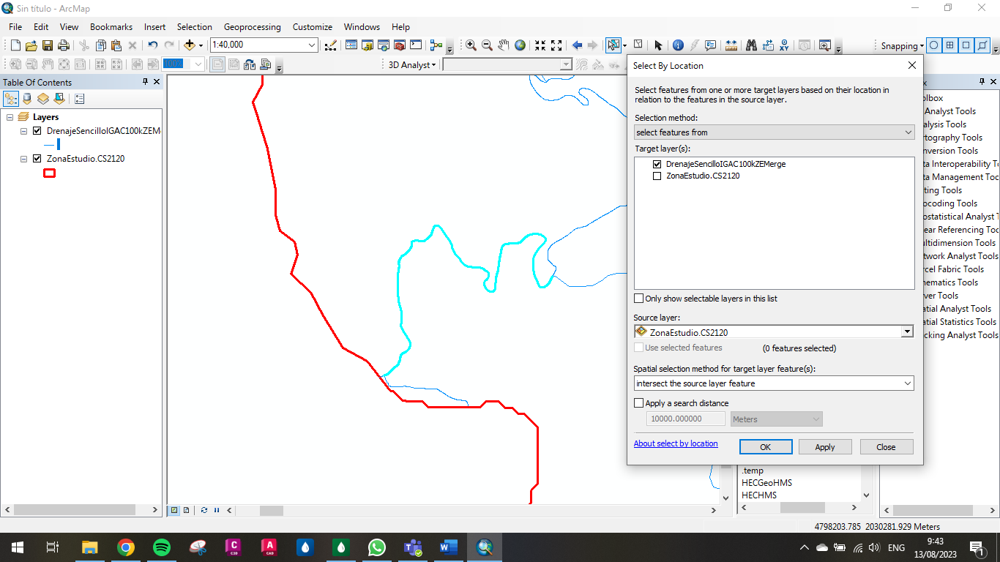 Sin título - ArcMap
File Edit View Bookmarks Insert Selection Geoprocessing Customize Windows Help
1:40,000
Snapping
100%
3D Analyst
Table Of Contents
Layers
DrenajeSencilloIGAC100kZEMe
ZonaEstudio.CS2120
Select By Location
Select features from one or more target layers based on their location in
relation to the features in the source layer.
Selection method:
select features from
Target layer(s):
DrenajeSencilloIGAC100kZEMerge
ZonaEstudio.CS2120
Only show selectable layers in this list
Source layer:
ZonaEstudio.CS2120
Use selected features (0 features selected)
Spatial selection method for target layer feature(s):
intersect the source layer feature
Apply a search distance
10000.000000 Meters
About select by location OK Apply Close
x
olbox
Analyst Tools
alysis Tools
rtography Tools
nversion Tools
ta Interoperability To
ta Management Too
iting Tools
ocoding Tools
ostatistical Analyst T
ear Referencing Too
ultidimension Tools
twork Analyst Tools
rcel Fabric Tools
hematics Tools
rver Tools
atial Analyst Tools
atial Statistics Tools
cking Analyst Tools
.temp
HECGeoHMS
HECHMS
4798203.785 2030281.929 Meters
ENG
9:43
13/08/2023
1